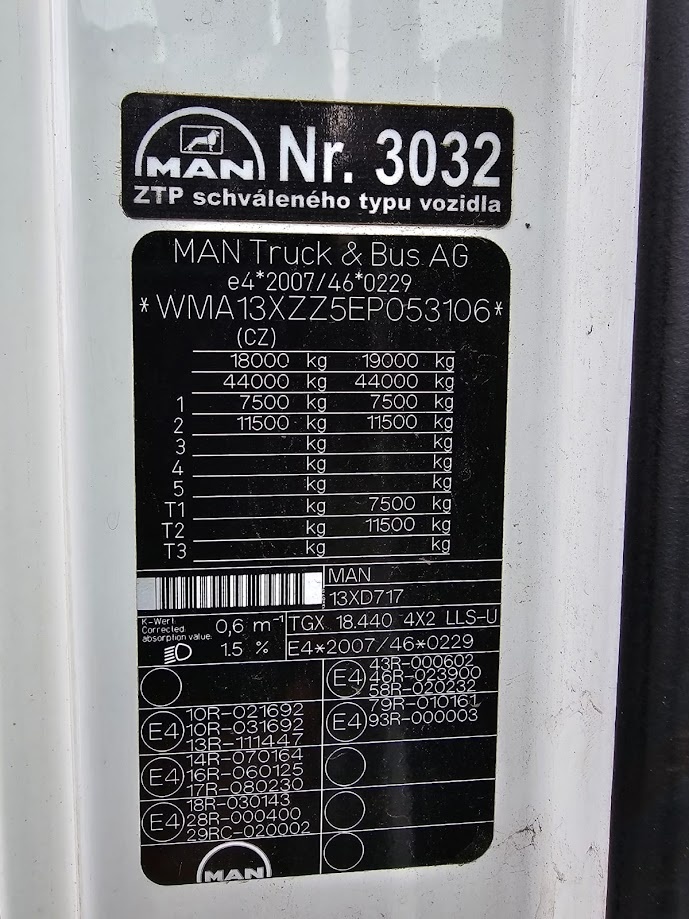 MAN Nr. 3032
ZTP schváleného typu vozidla
MAN Truck & Bus AG
e4*2007/46*0229
*WMA13XZZ5EP053106*
(CZ)
18000 kg 19000 kg
44000 kg 44000 kg
1 7500 kg 7500 kg
2 11500 kg 11500 kg
3 kg kg
4 kg kg
5 kg kg
T1 kg 7500 kg
T2 kg 11500 kg
T3 kg kg
MAN
13XD717
K-Wert
Corrected
absorption value 0,6 m⁻¹
1.5 %
TGX 18.440 4X2 LLS-U
E4*2007/46*0229
E4 43R-000602
46R-023900
58R-020232
E4 79R-010161
93R-000003
E4 10R-021692
10R-031692
13R-111447
E4 14R-070164
16R-060125
17R-080230
E4 18R-030143
28R-000400
29RC-020002
MAN